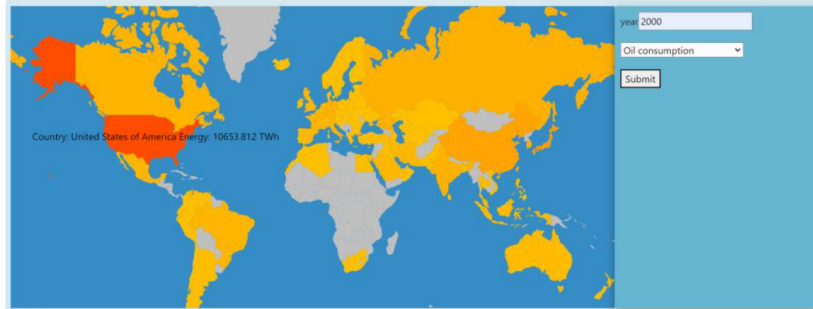 year 2000
Oil consumption
Submit
Country: United States of America Energy: 10653.812 TWh